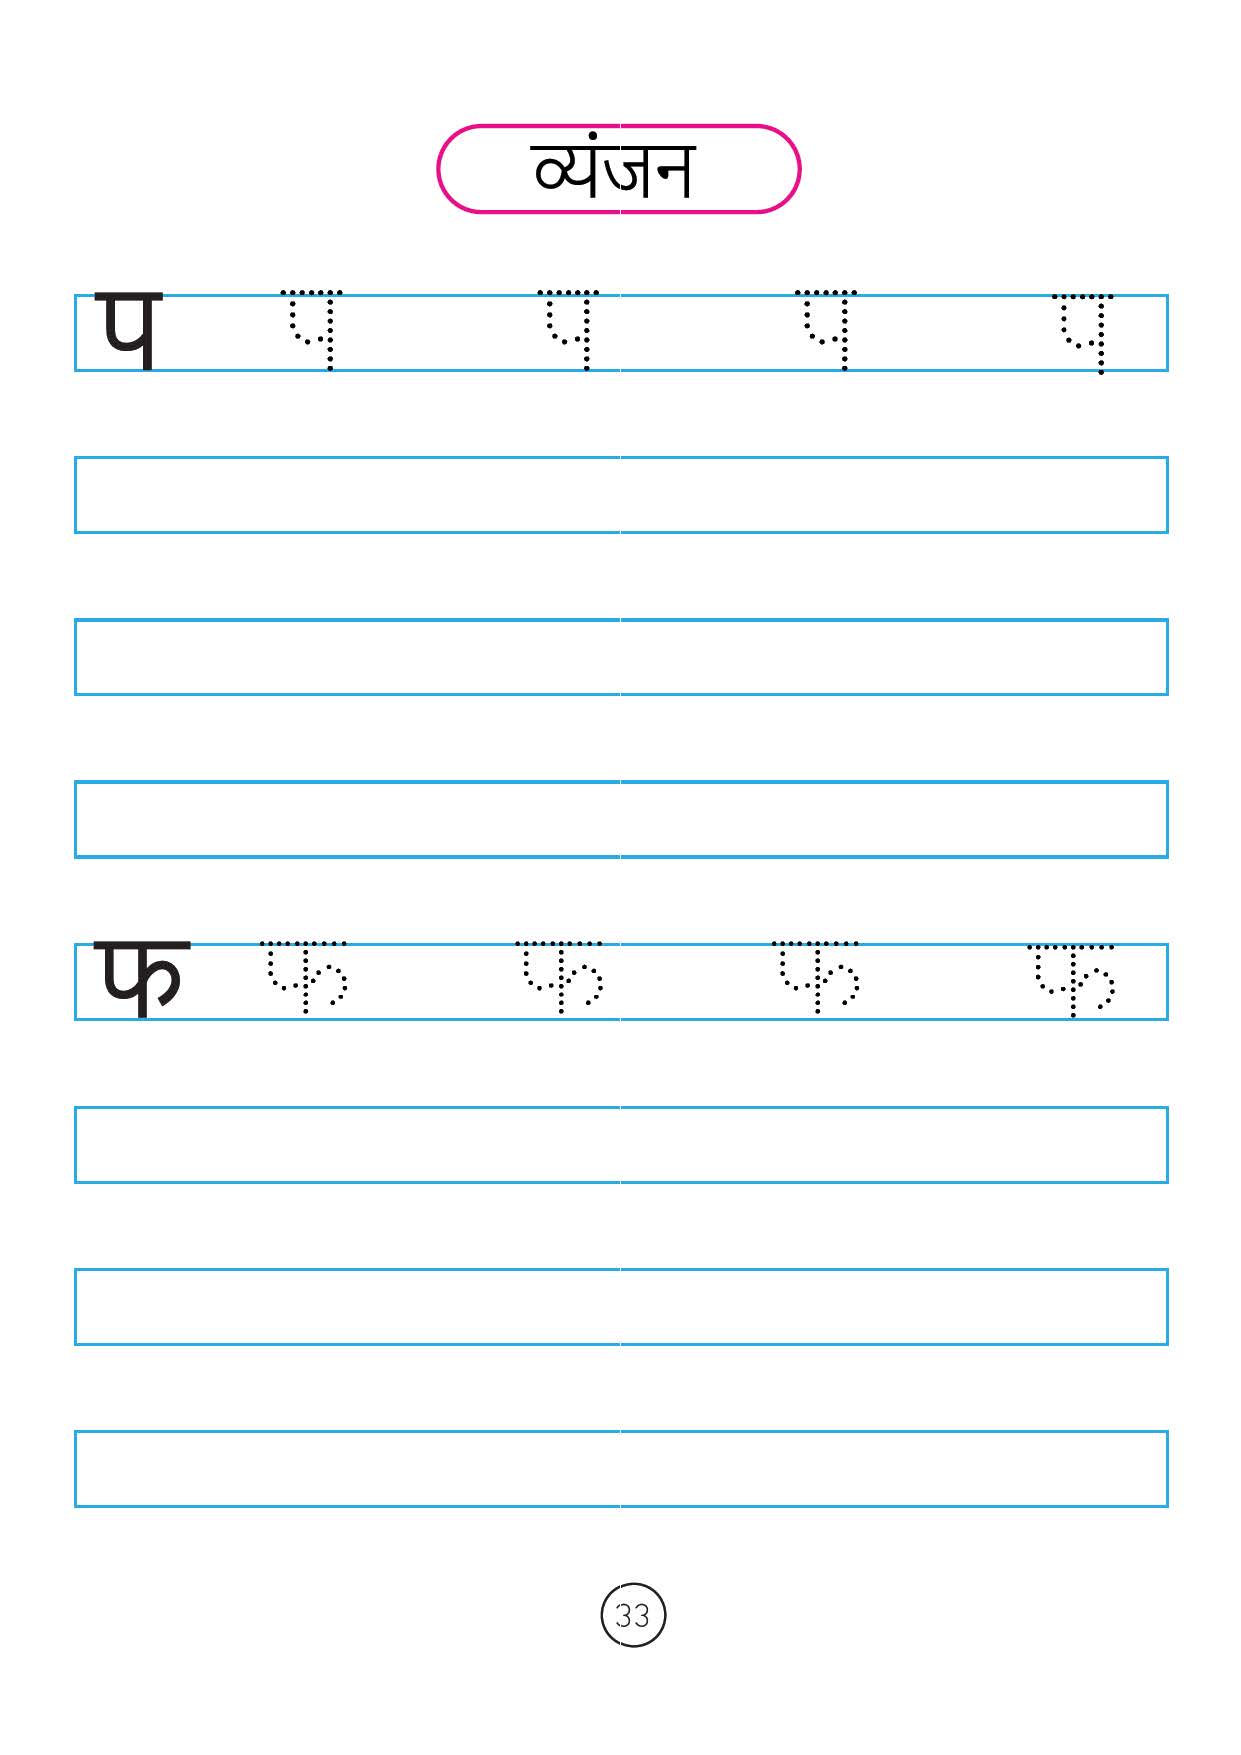 व्यंजन
प प प प प
फ फ फ फ फ
33